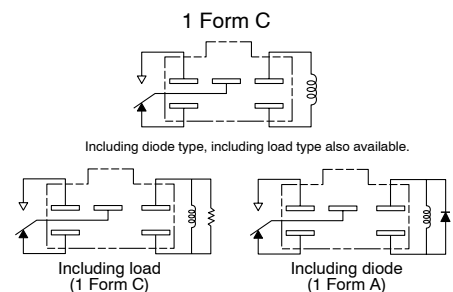 1 Form C
Including diode type, including load type also available.
Including load
(1 Form C)
Including diode
(1 Form A)